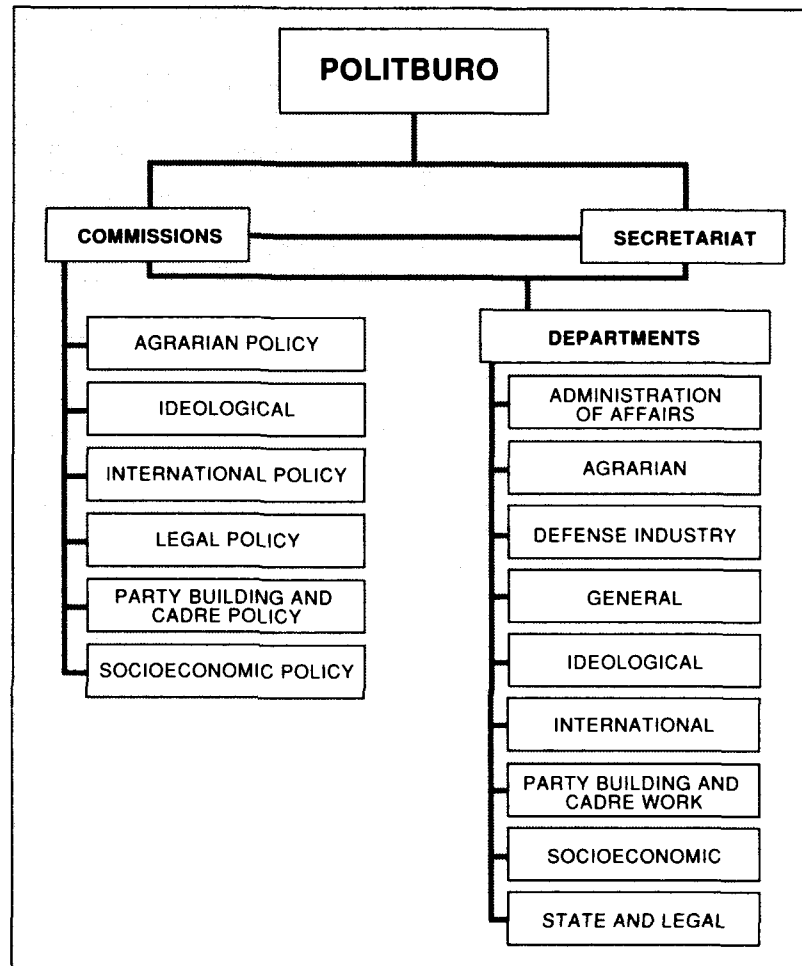 POLITBURO
COMMISSIONS
SECRETARIAT
AGRARIAN POLICY
IDEOLOGICAL
INTERNATIONAL POLICY
LEGAL POLICY
PARTY BUILDING AND
CADRE POLICY
SOCIOECONOMIC POLICY
DEPARTMENTS
ADMINISTRATION
OF AFFAIRS
AGRARIAN
DEFENSE INDUSTRY
GENERAL
IDEOLOGICAL
INTERNATIONAL
PARTY BUILDING AND
CADRE WORK
SOCIOECONOMIC
STATE AND LEGAL